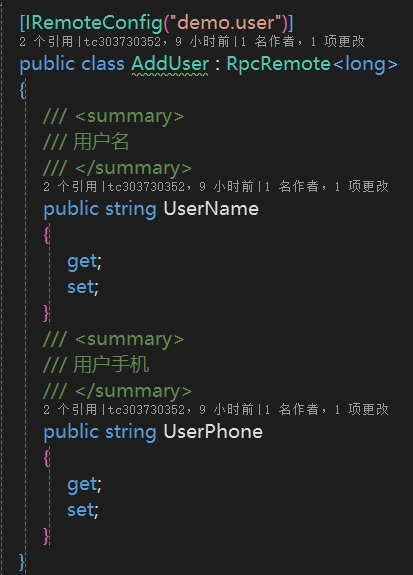 [IRemoteConfig("demo.user")]
2 个引用|tc303730352，9 小时前|1 名作者，1 项更改
public class AddUser : RpcRemote<long>
{
/// <summary>
/// 用户名
/// </summary>
2 个引用|tc303730352，9 小时前|1 名作者，1 项更改
public string UserName
{
get;
set;
}
/// <summary>
/// 用户手机
/// </summary>
2 个引用|tc303730352，9 小时前|1 名作者，1 项更改
public string UserPhone
{
get;
set;
}
}